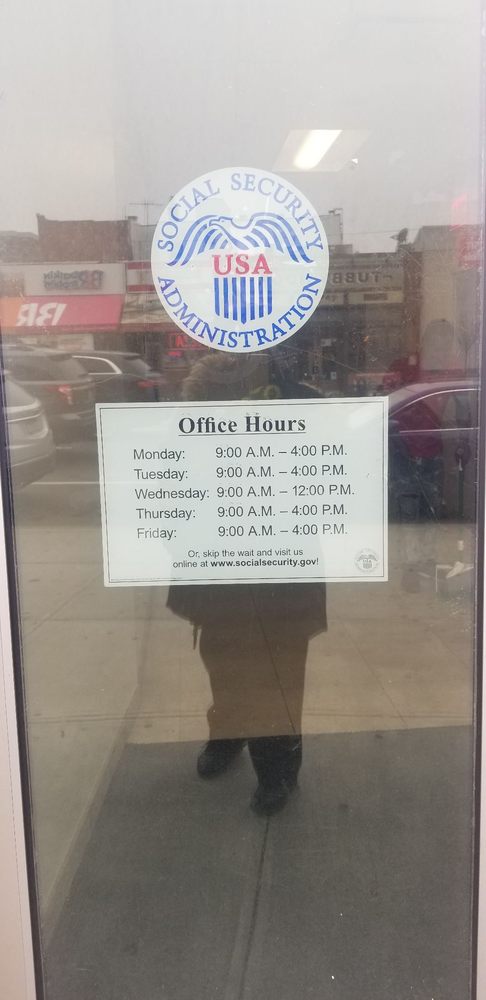 SOCIAL SECURITY
USA
ADMINISTRATION
Office Hours
Monday: 9:00 A.M. – 4:00 P.M.
Tuesday: 9:00 A.M. – 4:00 P.M.
Wednesday: 9:00 A.M. – 12:00 P.M.
Thursday: 9:00 A.M. – 4:00 P.M.
Friday: 9:00 A.M. – 4:00 P.M.
Or, skip the wait and visit us
online at www.socialsecurity.gov!